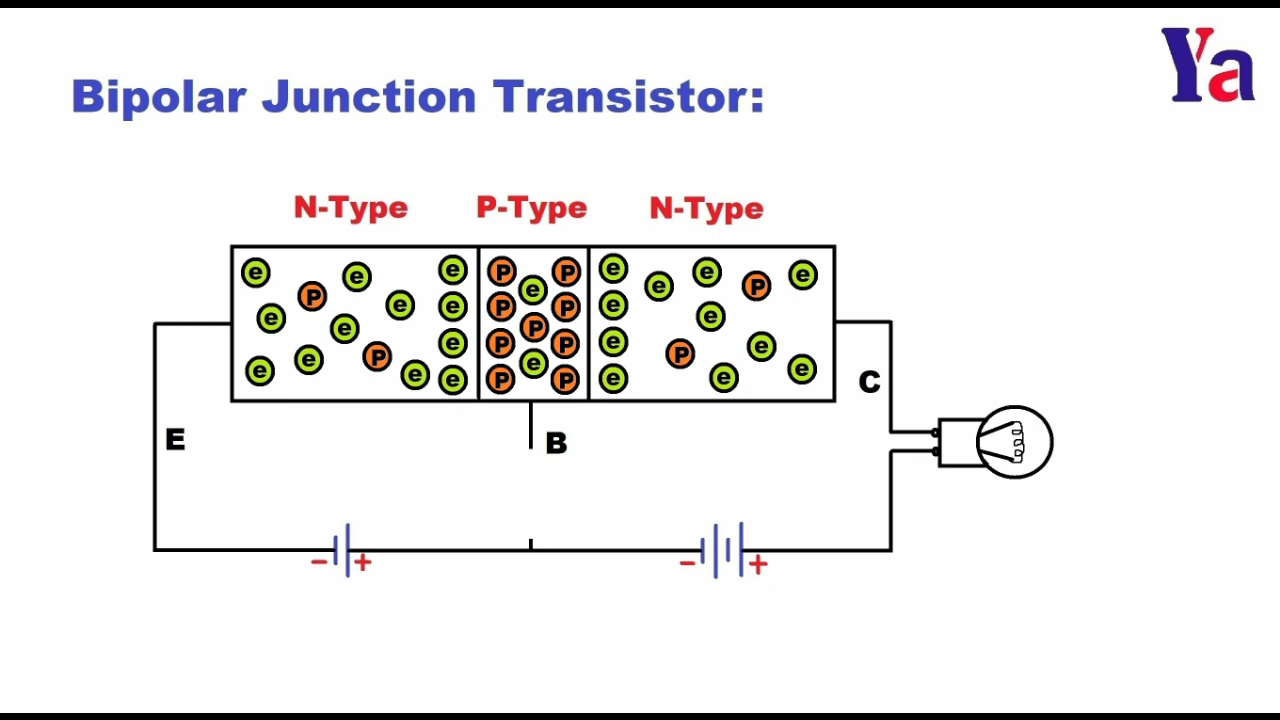 Ya
Bipolar Junction Transistor:
N-Type P-Type N-Type
e e e P e P e e e P e
P e e P e P e
e e e P P P e e
e e P e P e P e P e
e e P P e e e
C
E B
− + − +